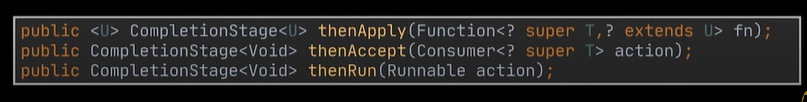 public <U> CompletionStage<U> thenApply(Function<? super T,? extends U> fn);
public CompletionStage<Void> thenAccept(Consumer<? super T> action);
public CompletionStage<Void> thenRun(Runnable action);